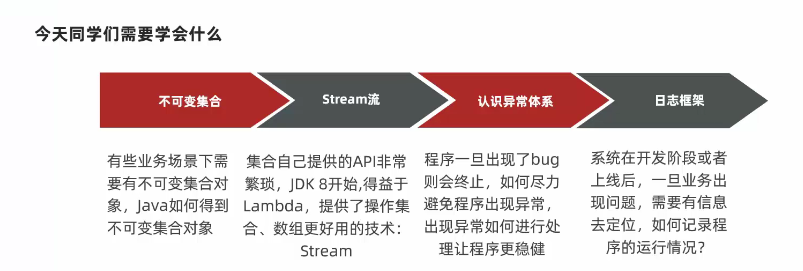 今天同学们需要学会什么
不可变集合
Stream流
认识异常体系
日志框架
有些业务场景下需
要有不可变集合对
象，Java如何得到
不可变集合对象
集合自己提供的API非常
繁琐，JDK 8开始,得益于
Lambda，提供了操作集
合、数组更好用的技术：
Stream
程序一旦出现了bug
则会终止，如何尽力
避免程序出现异常，
出现异常如何进行处
理让程序更稳健
系统在开发阶段或者
上线后，一旦业务出
现问题，需要有信息
去定位，如何记录程
序的运行情况？